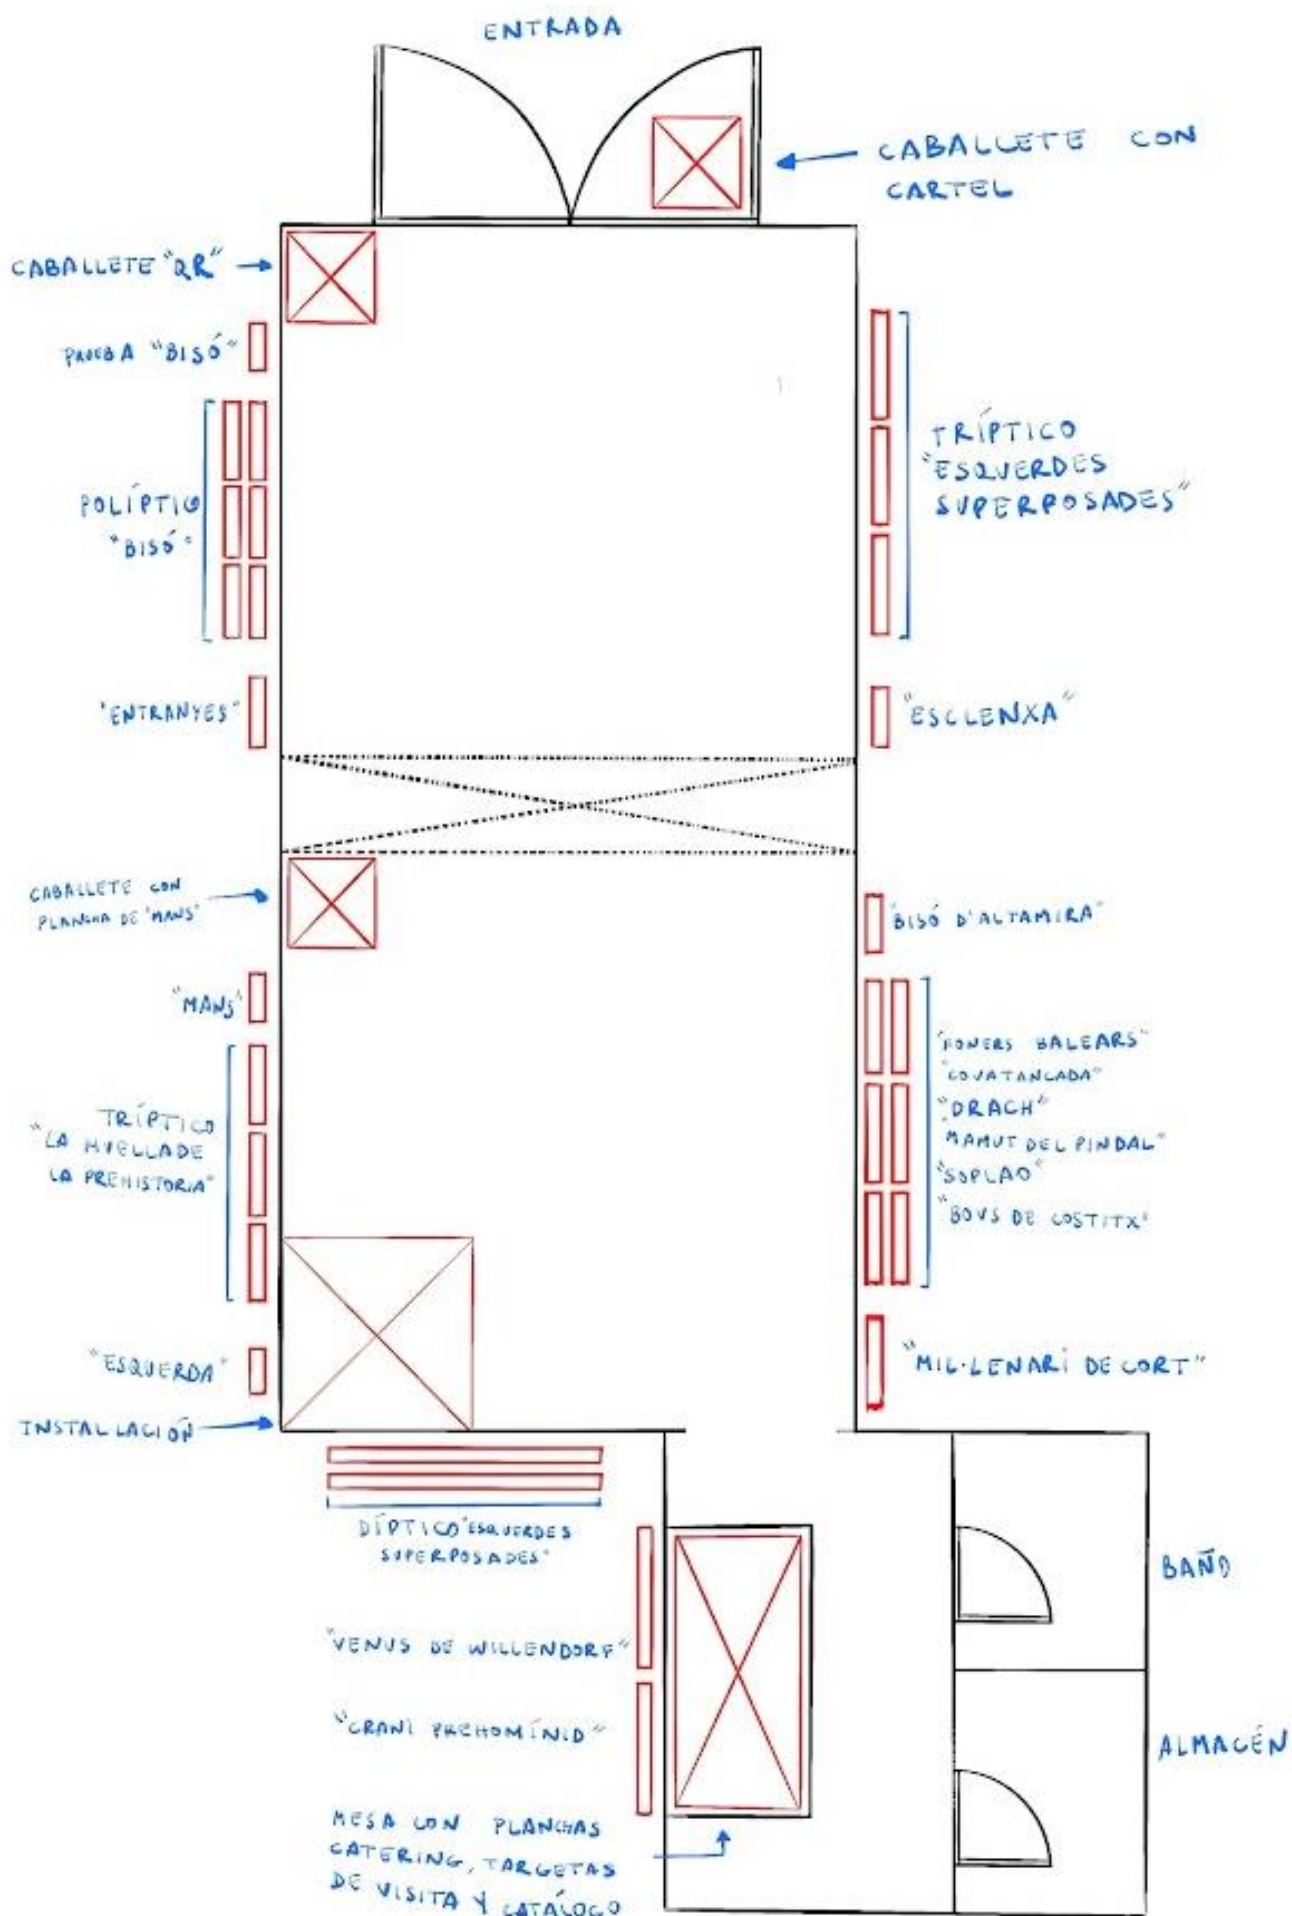 ENTRADA
CABALLETE CON
CARTEL
CABALLETE "QR"
PRUEBA "BISÓ"
POLÍPTICO
"BISÓ"
TRÍPTICO
"ESQUERDES
SUPERPOSADES"
"ENTRANYES"
"ESCLENXA"
CABALLETE CON
PLANCHA DE "MANS"
"BISÓ D'ALTAMIRA"
"MANS"
"FONERS BALEARS"
"COVATANCADA"
"DRACH"
"MAMUT DEL PINDAL"
"SOPLAO"
"BOUS DE COSTITX"
TRÍPTICO
"LA HUELLA DE
LA PREHISTORIA"
"ESQUERDA"
"MIL·LENARI DE CORT"
INSTALLACIÓN
DÍPTICO "ESQUERDES
SUPERPOSADES"
BAÑO
"VENUS DE WILLENDORF"
"CRANI PREHOMÍNID"
ALMACÉN
MESA CON PLANCHAS
CATERING, TARGETAS
DE VISITA Y CATÁLOGO